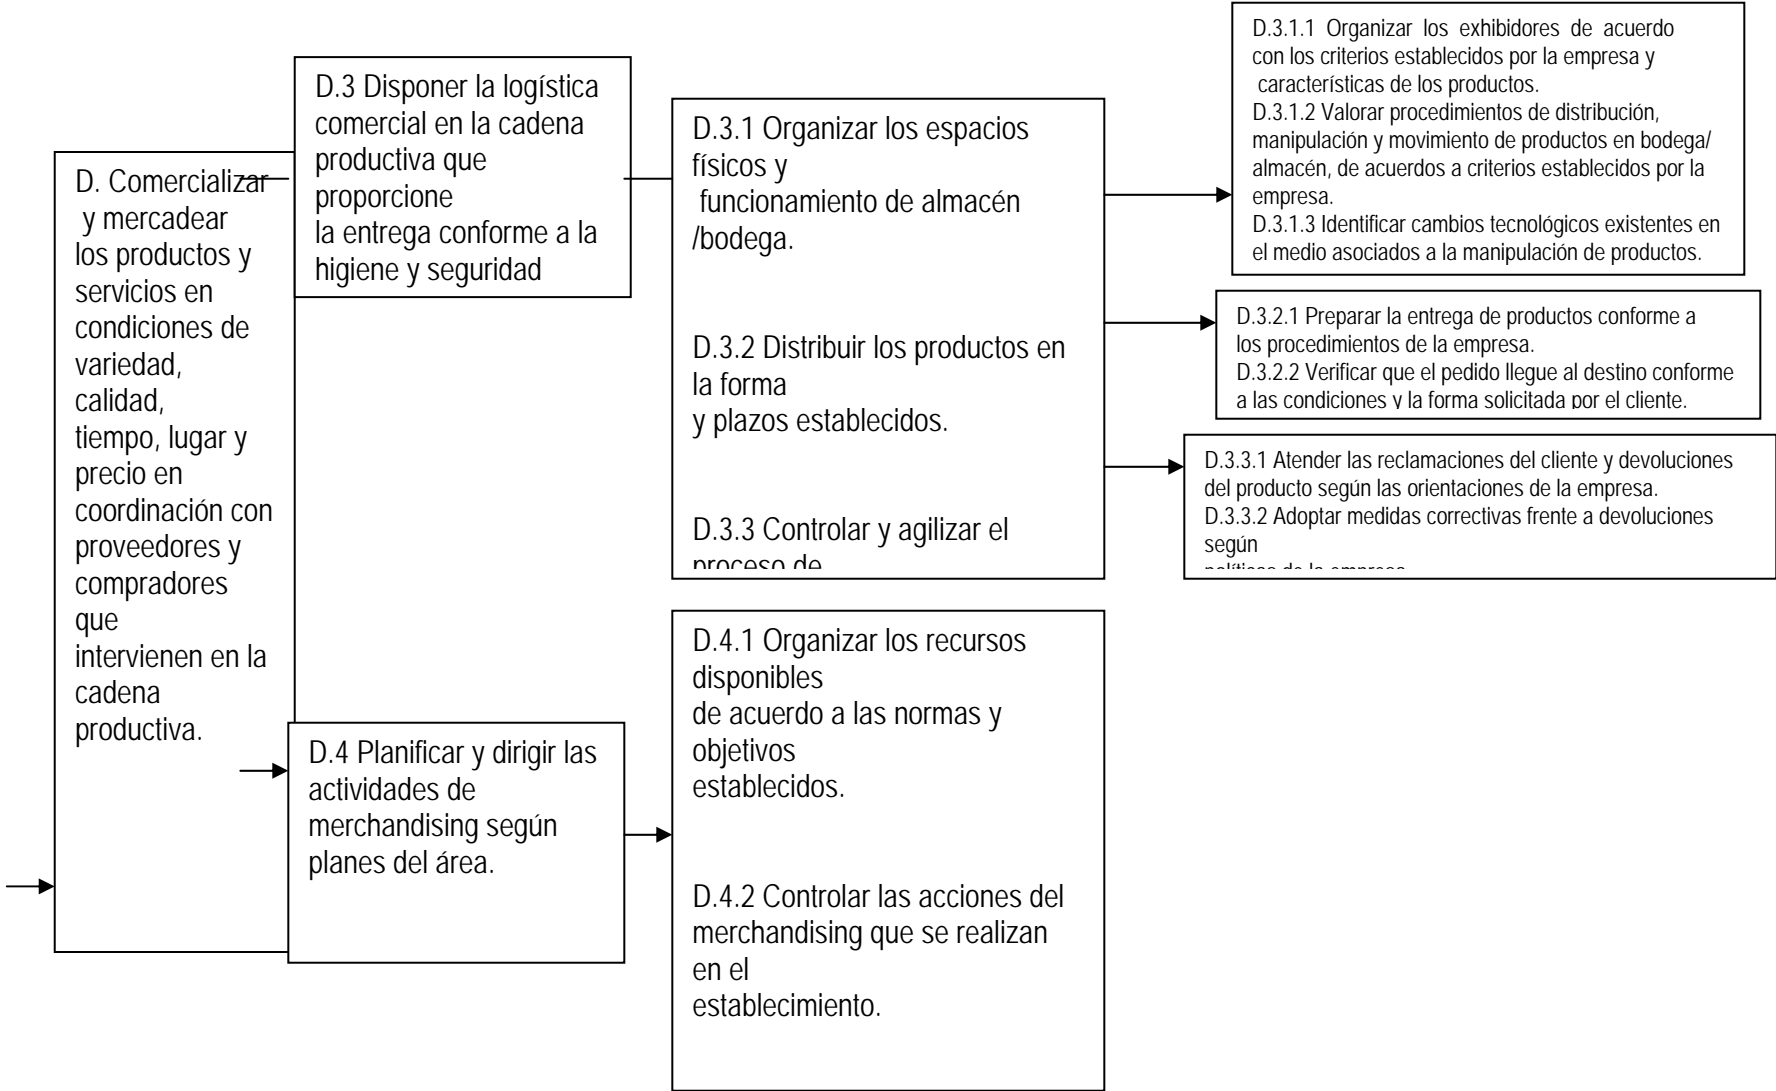 D. Comercializar
y mercadear
los productos y
servicios en
condiciones de
variedad,
calidad,
tiempo, lugar y
precio en
coordinación con
proveedores y
compradores
que
intervienen en la
cadena
productiva.
D.3 Disponer la logística
comercial en la cadena
productiva que
proporcione
la entrega conforme a la
higiene y seguridad
D.3.1 Organizar los espacios
físicos y
funcionamiento de almacén
/bodega.
D.3.2 Distribuir los productos en
la forma
y plazos establecidos.
D.3.3 Controlar y agilizar el
proceso de
D.3.1.1 Organizar los exhibidores de acuerdo
con los criterios establecidos por la empresa y
características de los productos.
D.3.1.2 Valorar procedimientos de distribución,
manipulación y movimiento de productos en bodega/
almacén, de acuerdos a criterios establecidos por la
empresa.
D.3.1.3 Identificar cambios tecnológicos existentes en
el medio asociados a la manipulación de productos.
D.3.2.1 Preparar la entrega de productos conforme a
los procedimientos de la empresa.
D.3.2.2 Verificar que el pedido llegue al destino conforme
a las condiciones y la forma solicitada por el cliente.
D.3.3.1 Atender las reclamaciones del cliente y devoluciones
del producto según las orientaciones de la empresa.
D.3.3.2 Adoptar medidas correctivas frente a devoluciones
según
políticas de la empresa
D.4 Planificar y dirigir las
actividades de
merchandising según
planes del área.
D.4.1 Organizar los recursos
disponibles
de acuerdo a las normas y
objetivos
establecidos.
D.4.2 Controlar las acciones del
merchandising que se realizan
en el
establecimiento.